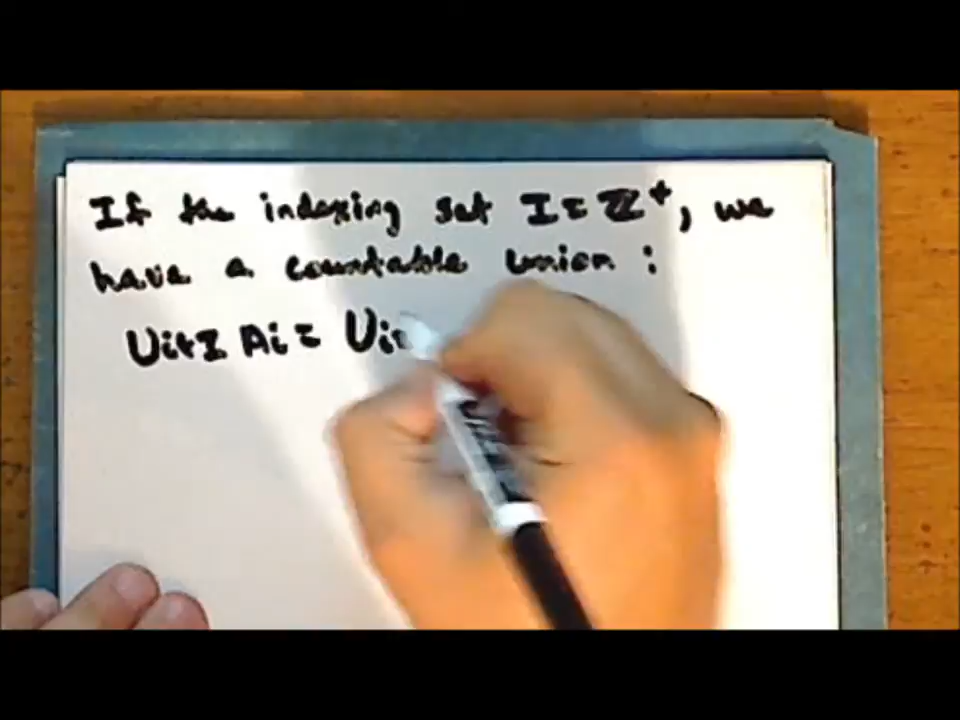 If the indexing set I = ℤ⁺, we
have a countable union :
∪i∈I Ai = ∪i